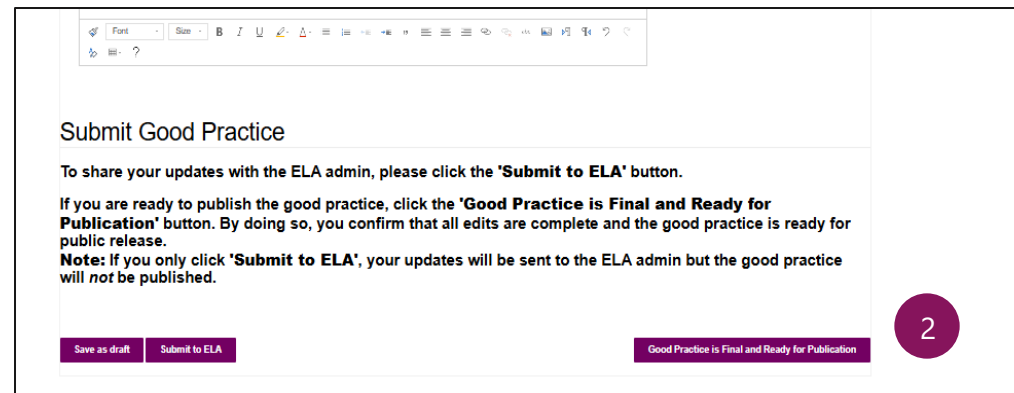 Font Size B I U A
?
Submit Good Practice
To share your updates with the ELA admin, please click the 'Submit to ELA' button.
If you are ready to publish the good practice, click the 'Good Practice is Final and Ready for
Publication' button. By doing so, you confirm that all edits are complete and the good practice is ready for
public release.
Note: If you only click 'Submit to ELA', your updates will be sent to the ELA admin but the good practice
will not be published.
2
Save as draft Submit to ELA Good Practice is Final and Ready for Publication